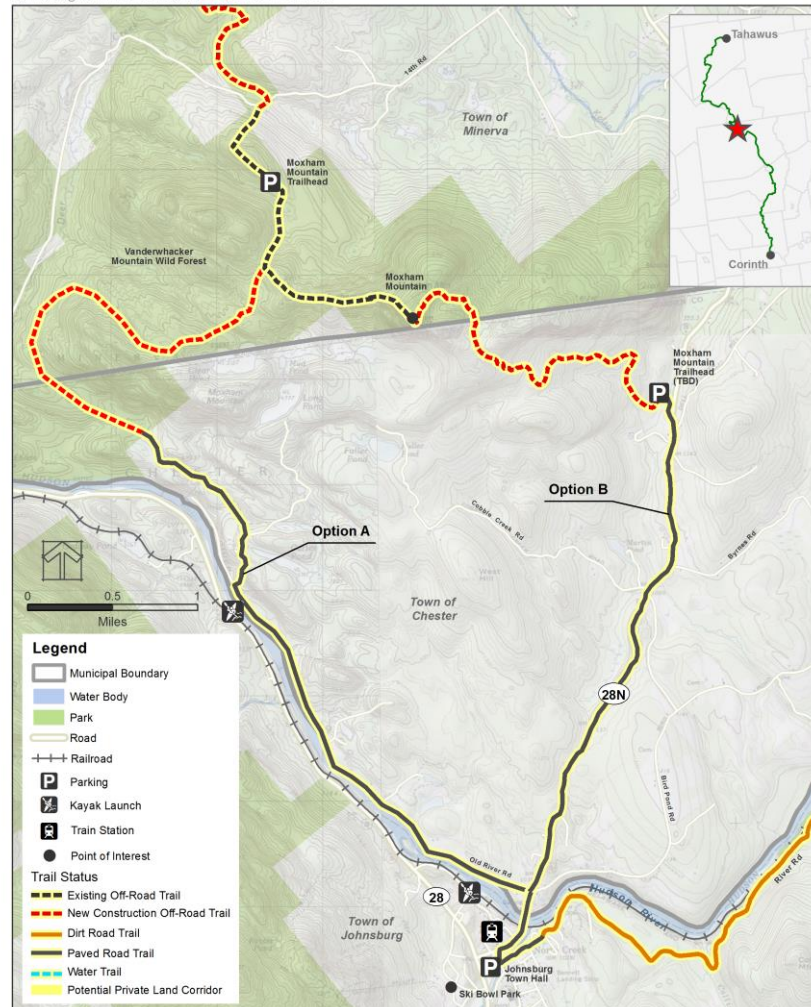 Tahawus
Corinth
14th Rd
Town of
Minerva
Moxham
Mountain
Trailhead
Vanderwhacker
Mountain Wild Forest
Moxham
Mountain
Moxham
Mountain
Trailhead
(TBD)
Option B
Cobble Creek Rd
Byrnes Rd
Option A
Town of
Chester
0 0.5 1
Miles
28N
Bird Pond Rd
Old River Rd
Hudson River
River Rd
28
Town of
Johnsburg
Johnsburg
Town Hall
Ski Bowl Park
Legend
Municipal Boundary
Water Body
Park
Road
Railroad
P Parking
Kayak Launch
Train Station
Point of Interest
Trail Status
Existing Off-Road Trail
New Construction Off-Road Trail
Dirt Road Trail
Paved Road Trail
Water Trail
Potential Private Land Corridor